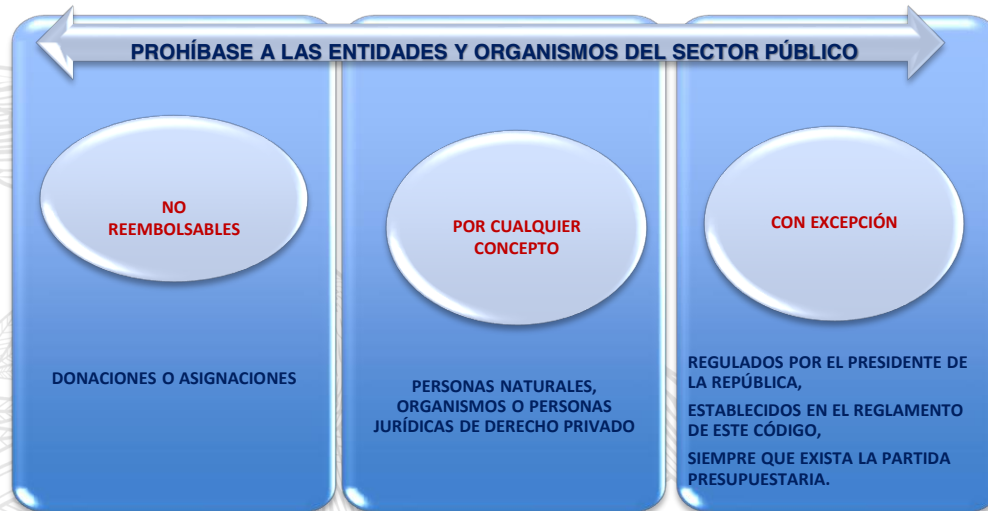 PROHÍBASE A LAS ENTIDADES Y ORGANISMOS DEL SECTOR PÚBLICO
NO
REEMBOLSABLES
DONACIONES O ASIGNACIONES
POR CUALQUIER
CONCEPTO
PERSONAS NATURALES,
ORGANISMOS O PERSONAS
JURÍDICAS DE DERECHO PRIVADO
CON EXCEPCIÓN
REGULADOS POR EL PRESIDENTE DE
LA REPÚBLICA,
ESTABLECIDOS EN EL REGLAMENTO
DE ESTE CÓDIGO,
SIEMPRE QUE EXISTA LA PARTIDA
PRESUPUESTARIA.